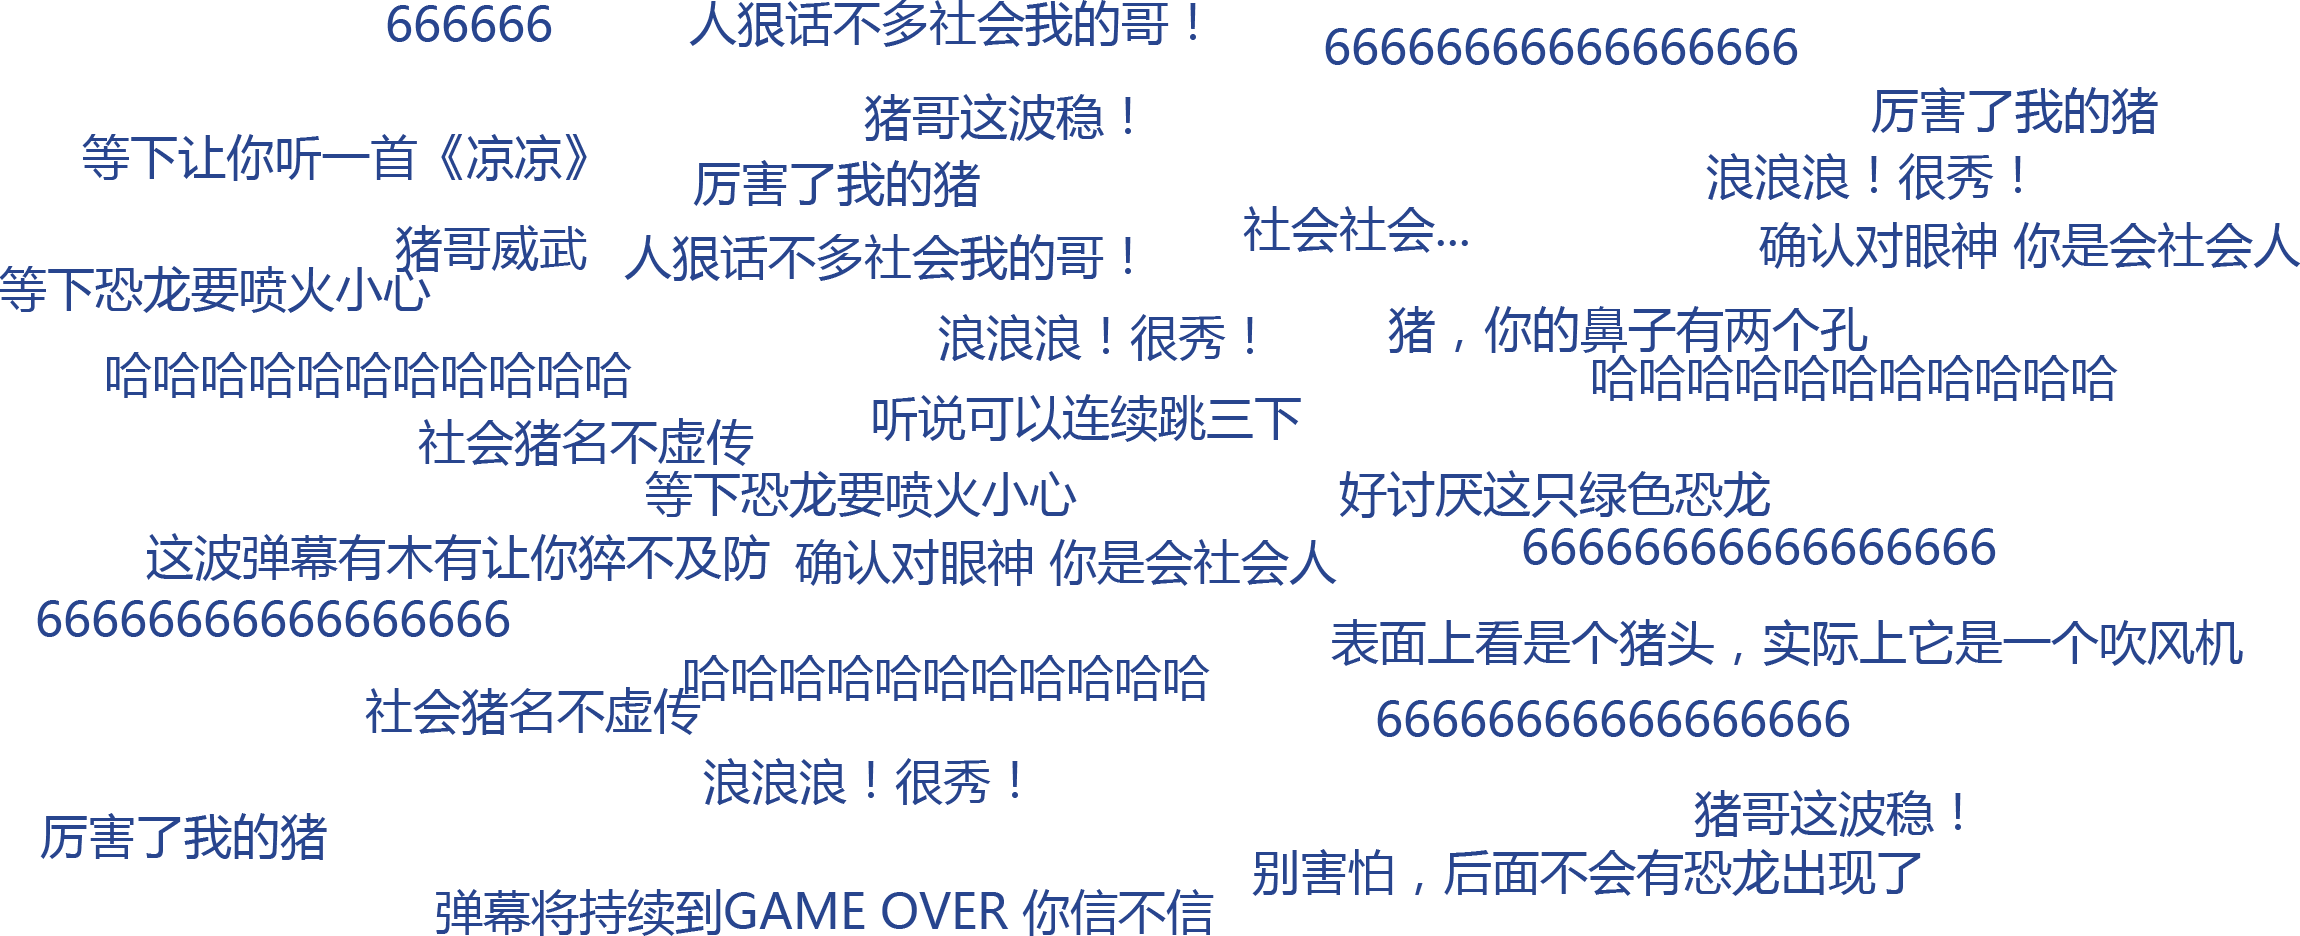 666666
人狠话不多社会我的哥！
66666666666666666
猪哥这波稳！
厉害了我的猪
等下让你听一首《凉凉》
厉害了我的猪
浪浪浪！很秀！
猪哥威武
人狠话不多社会我的哥！
社会社会...
确认对眼神 你是会社会人
等下恐龙要喷火小心
浪浪浪！很秀！
猪，你的鼻子有两个孔
哈哈哈哈哈哈哈哈哈哈哈
哈哈哈哈哈哈哈哈哈哈哈
社会猪名不虚传
听说可以连续跳三下
等下恐龙要喷火小心
好讨厌这只绿色恐龙
这波弹幕有木有让你猝不及防
确认对眼神 你是会社会人
66666666666666666
66666666666666666
表面上看是个猪头，实际上它是一个吹风机
哈哈哈哈哈哈哈哈哈哈哈
社会猪名不虚传
66666666666666666
浪浪浪！很秀！
猪哥这波稳！
厉害了我的猪
别害怕，后面不会有恐龙出现了
弹幕将持续到GAME OVER 你信不信